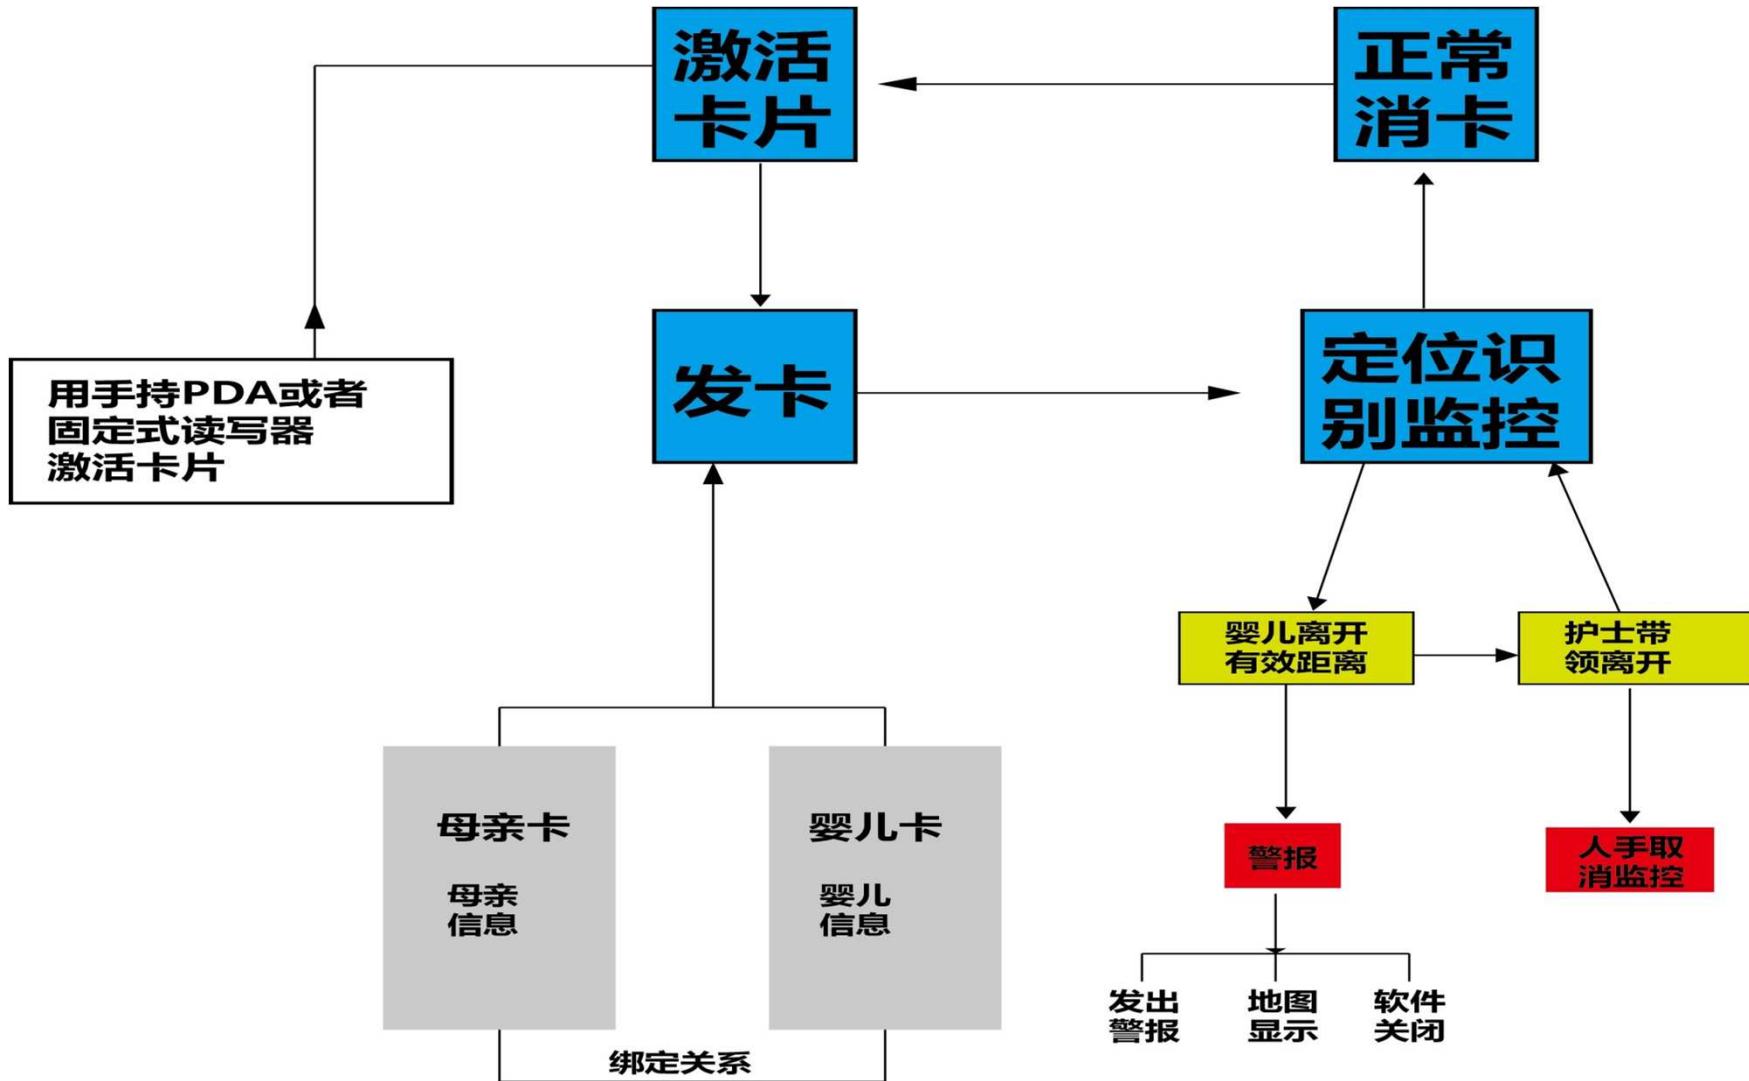 激活
卡片
正常
消卡
用手持PDA或者
固定式读写器
激活卡片
发卡
定位识
别监控
婴儿离开
有效距离
护士带
领离开
母亲卡
母亲
信息
婴儿卡
婴儿
信息
警报
人手取
消监控
发出
警报
地图
显示
软件
关闭
绑定关系